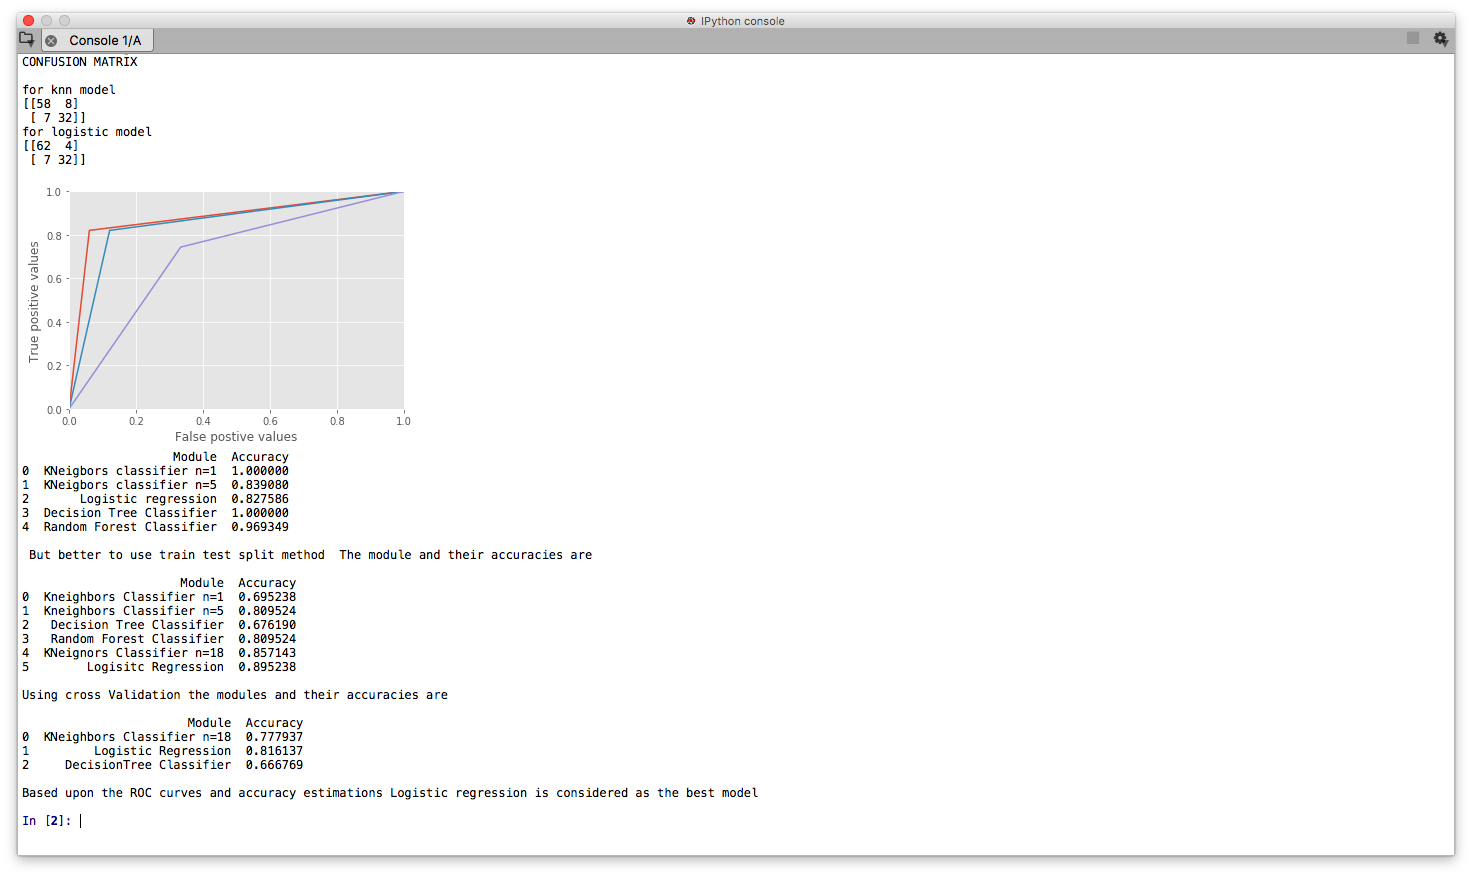 IPython console
Console 1/A
CONFUSION MATRIX
for knn model
[[58  8]
 [ 7 32]]
for logistic model
[[62  4]
 [ 7 32]]
1.0
0.8
0.6
0.4
0.2
0.0
True positive values
0.0 0.2 0.4 0.6 0.8 1.0
False postive values
Module  Accuracy
0  KNeigbors classifier n=1  1.000000
1  KNeigbors classifier n=5  0.839080
2  Logistic regression  0.827586
3  Decision Tree Classifier  1.000000
4  Random Forest Classifier  0.969349
But better to use train test split method  The module and their accuracies are
Module  Accuracy
0  Kneighbors Classifier n=1  0.695238
1  Kneighbors Classifier n=5  0.809524
2  Decision Tree Classifier  0.676190
3  Random Forest Classifier  0.809524
4  KNeignors Classifier n=18  0.857143
5  Logisitc Regression  0.895238
Using cross Validation the modules and their accuracies are
Module  Accuracy
0  KNeighbors Classifier n=18  0.777937
1  Logistic Regression  0.816137
2  DecisionTree Classifier  0.666769
Based upon the ROC curves and accuracy estimations Logistic regression is considered as the best model
In [2]: